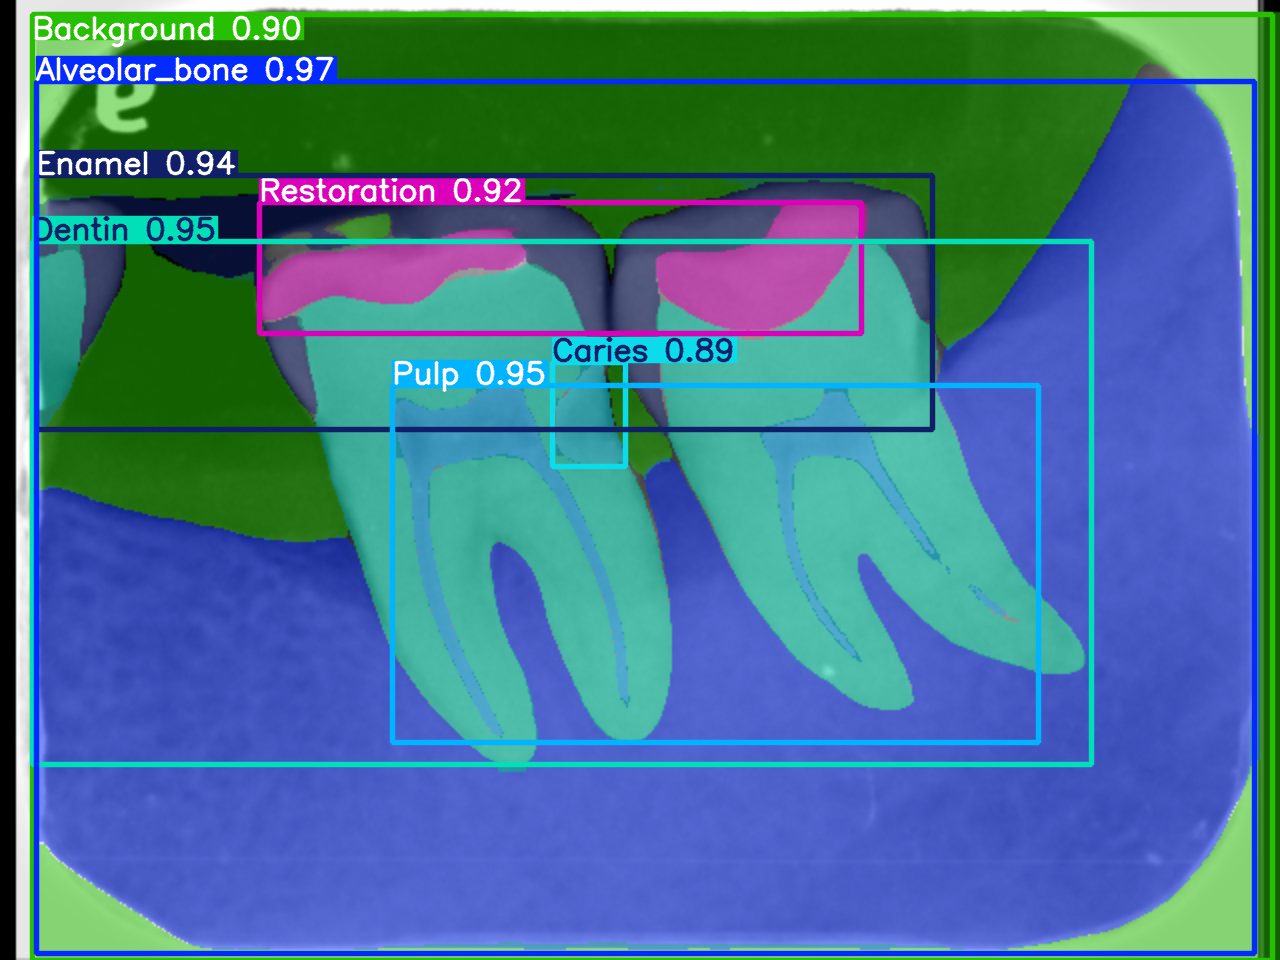 Background 0.90
Alveolar_bone 0.97
a
Enamel 0.94
Restoration 0.92
Dentin 0.95
Caries 0.89
Pulp 0.95